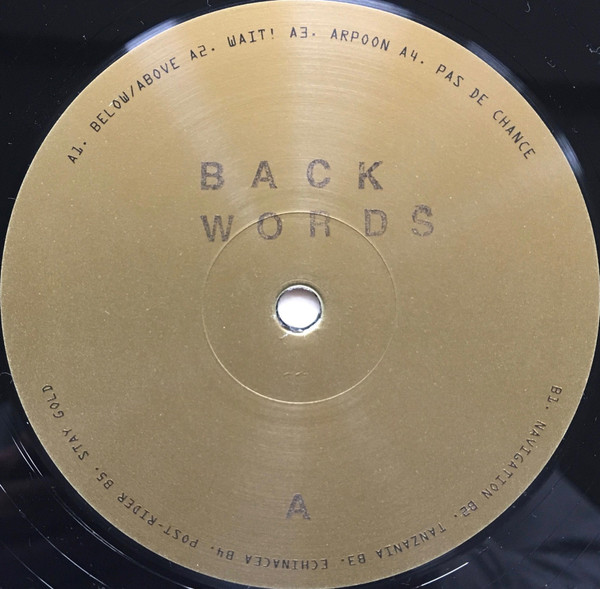 A1. BELOW/ABOVE A2. WAIT! A3. ARPOON A4. PAS DE CHANCE
BACK
WORDS
A
B1. NAVIGATION B2. TANZANIA B3. ECHINACEA B4. POST-RIDER B5. STAY GOLD